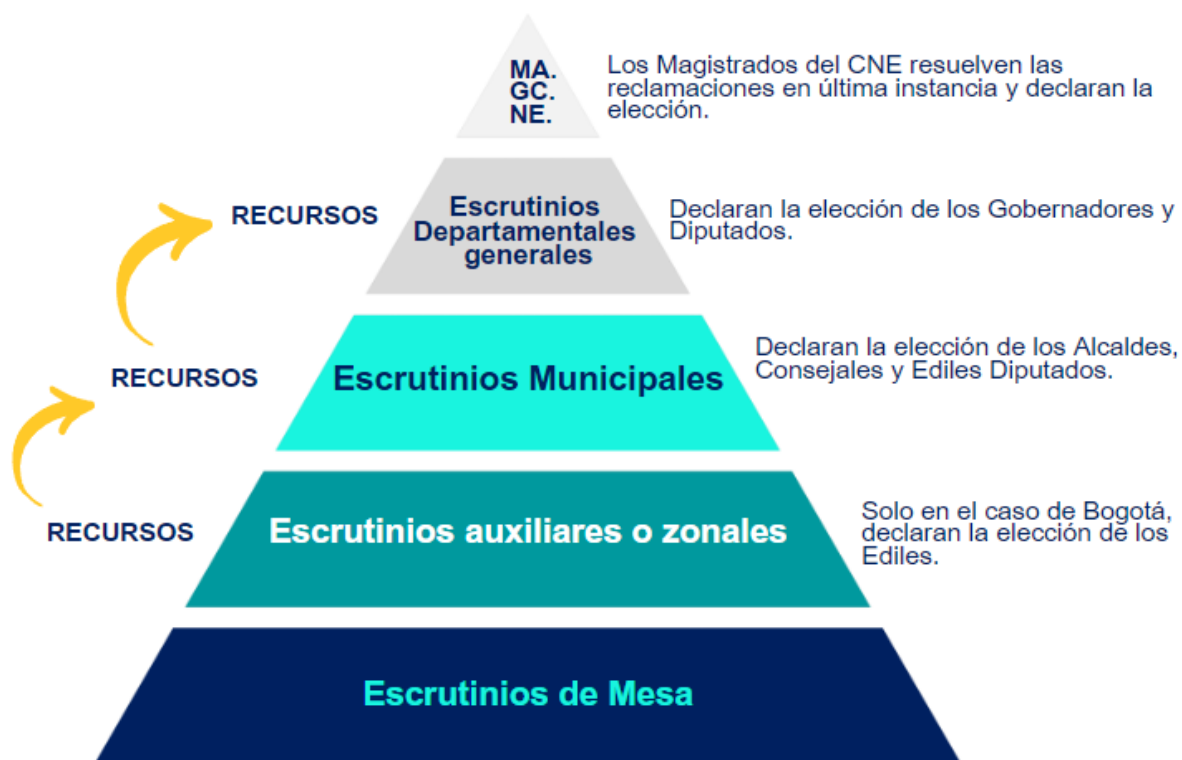 MA.
GC.
NE.
Los Magistrados del CNE resuelven las
reclamaciones en última instancia y declaran la
elección.
RECURSOS
Escrutinios
Departamentales
generales
Declaran la elección de los Gobernadores y
Diputados.
RECURSOS
Escrutinios Municipales
Declaran la elección de los Alcaldes,
Consejales y Ediles Diputados.
RECURSOS
Escrutinios auxiliares o zonales
Solo en el caso de Bogotá,
declaran la elección de los
Ediles.
Escrutinios de Mesa